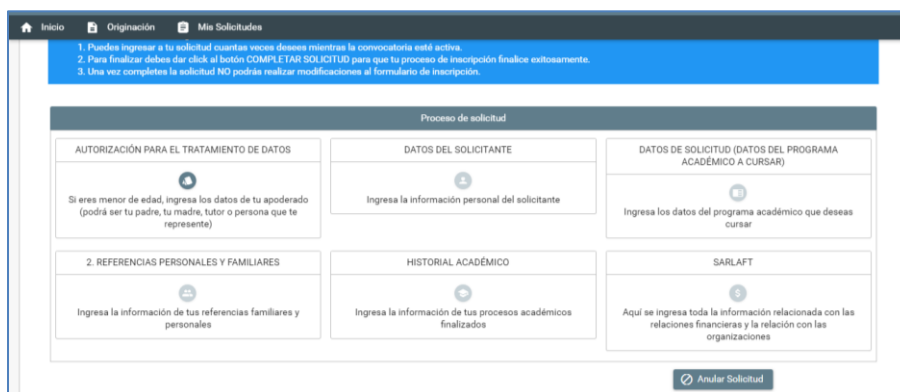 Inicio Originación Mis Solicitudes
1. Puedes ingresar a tu solicitud cuantas veces desees mientras la convocatoria esté activa.
2. Para finalizar debes dar click al botón COMPLETAR SOLICITUD para que tu proceso de inscripción finalice exitosamente.
3. Una vez completes la solicitud NO podrás realizar modificaciones al formulario de inscripción.
Proceso de solicitud
AUTORIZACIÓN PARA EL TRATAMIENTO DE DATOS
Si eres menor de edad, ingresa los datos de tu apoderado
(podrá ser tu padre, tu madre, tutor o persona que te
represente)
DATOS DEL SOLICITANTE
Ingresa la información personal del solicitante
DATOS DE SOLICITUD (DATOS DEL PROGRAMA
ACADÉMICO A CURSAR)
Ingresa los datos del programa académico que deseas
cursar
2. REFERENCIAS PERSONALES Y FAMILIARES
Ingresa la información de tus referencias familiares y
personales
HISTORIAL ACADÉMICO
Ingresa la información de tus procesos académicos
finalizados
SARLAFT
Aquí se ingresa toda la información relacionada con las
relaciones financieras y la relación con las
organizaciones
Anular Solicitud